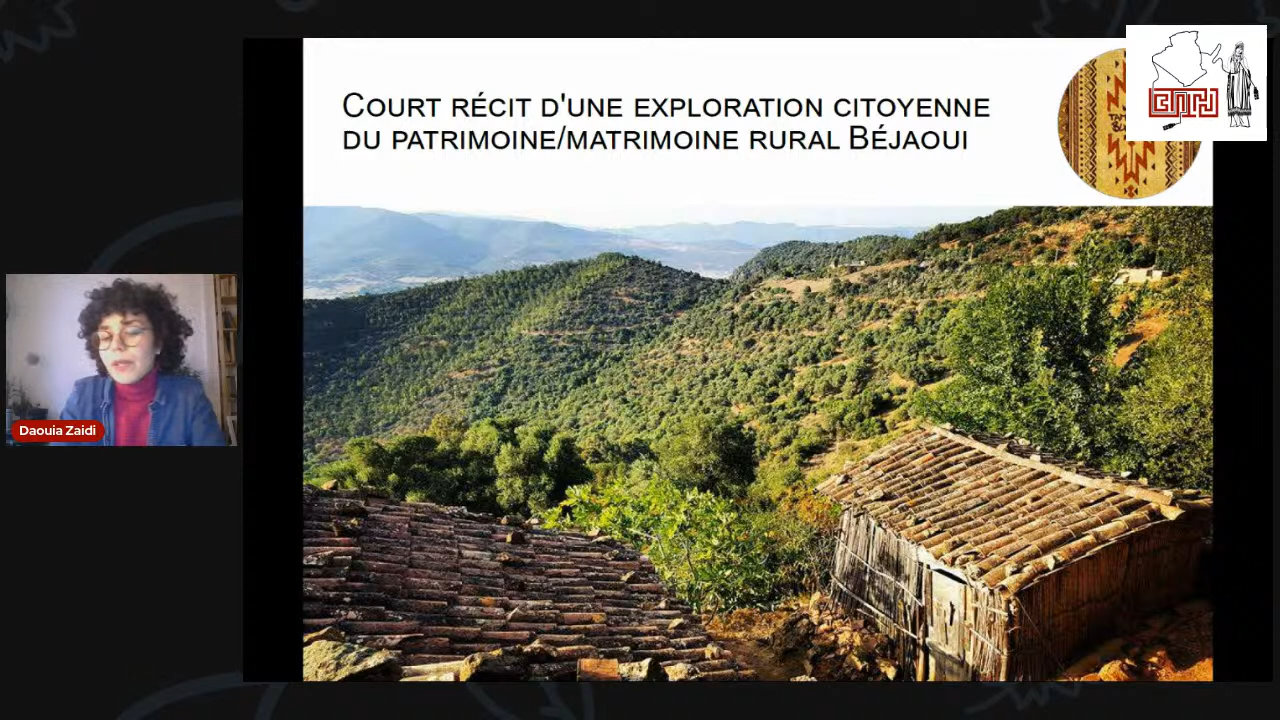 COURT RÉCIT D'UNE EXPLORATION CITOYENNE
DU PATRIMOINE/MATRIMOINE RURAL BÉJAOUI
Daouia Zaidi